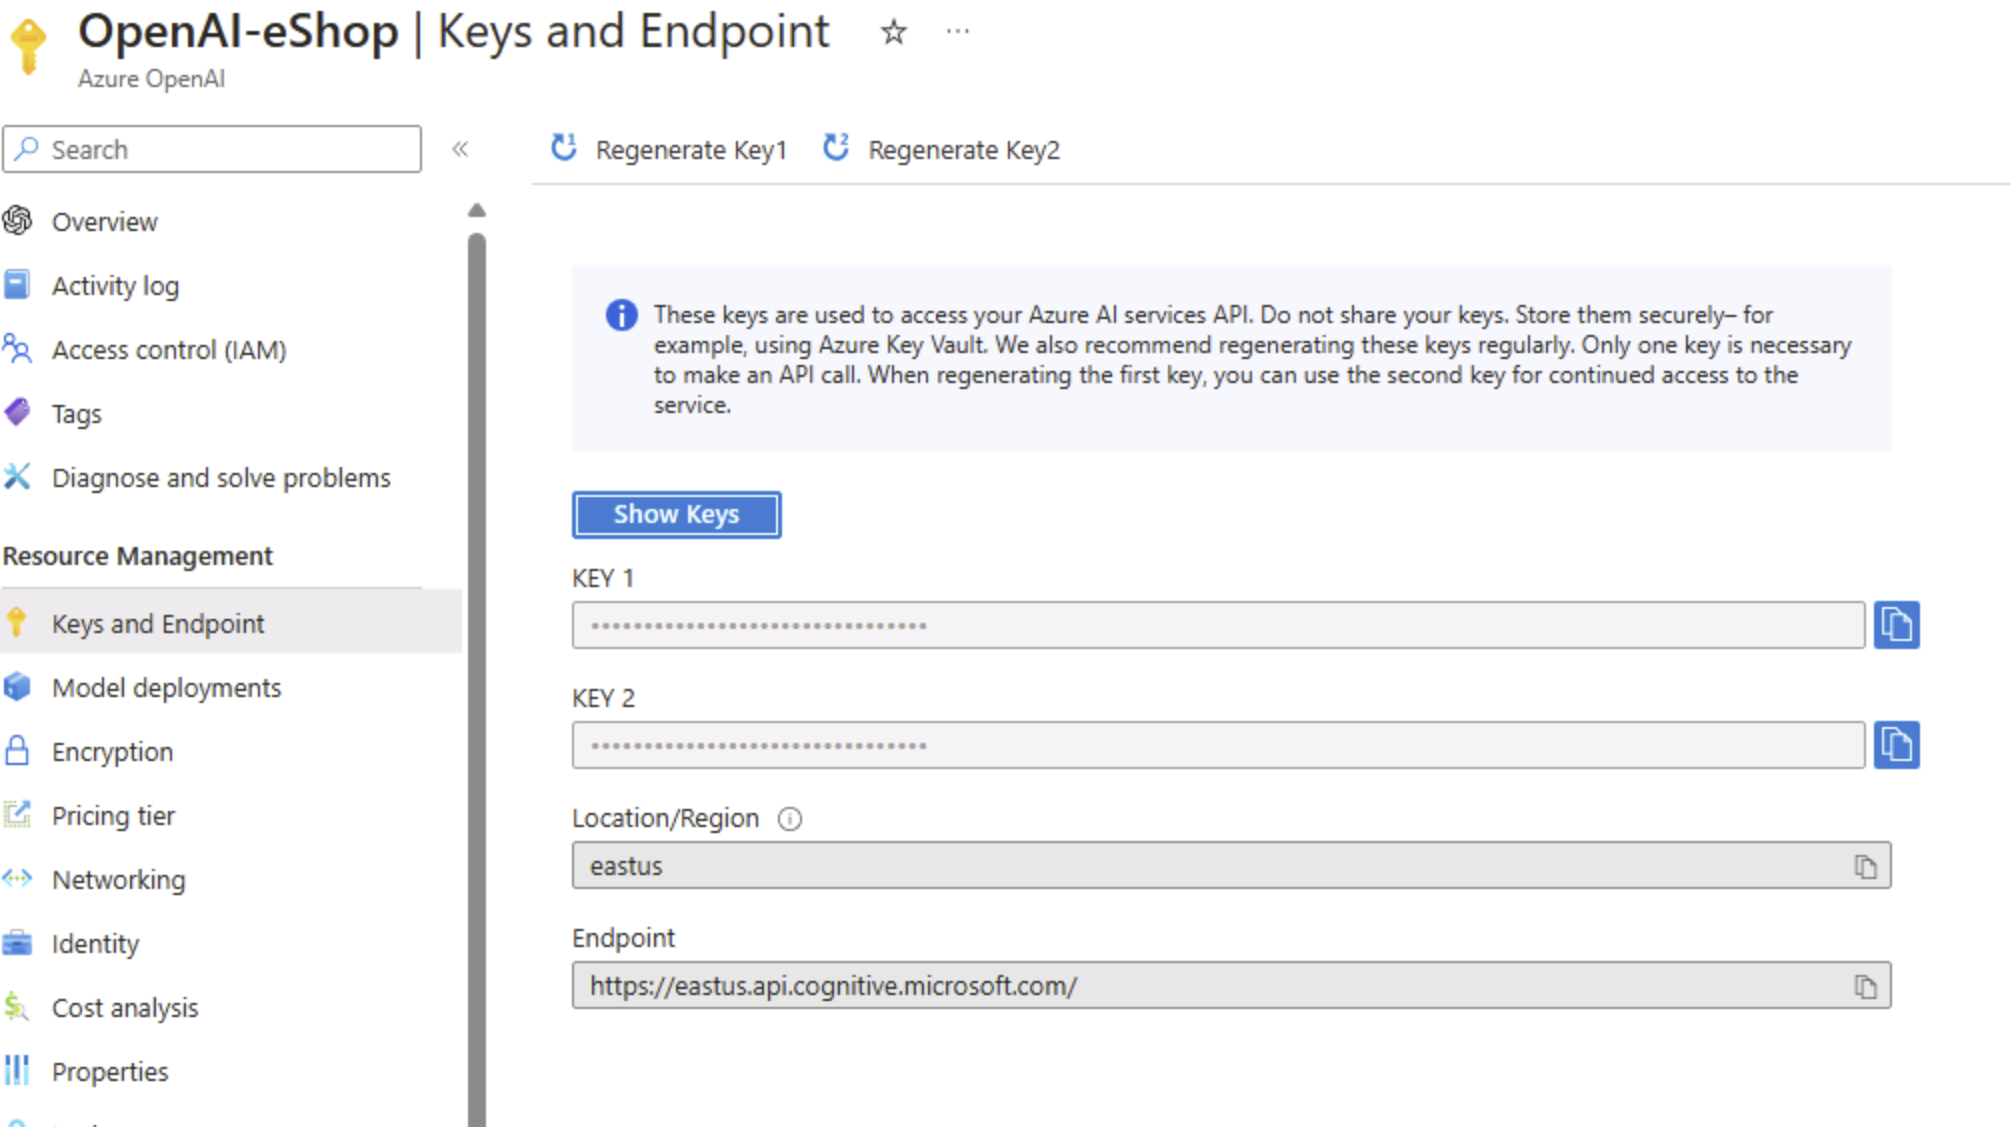 OpenAI-eShop | Keys and Endpoint ☆ ···
Azure OpenAI
Search «
Regenerate Key1 Regenerate Key2
Overview
Activity log
Access control (IAM)
Tags
Diagnose and solve problems
Resource Management
Keys and Endpoint
Model deployments
Encryption
Pricing tier
Networking
Identity
Cost analysis
Properties
These keys are used to access your Azure AI services API. Do not share your keys. Store them securely– for
example, using Azure Key Vault. We also recommend regenerating these keys regularly. Only one key is necessary
to make an API call. When regenerating the first key, you can use the second key for continued access to the
service.
Show Keys
KEY 1
••••••••••••••••••••••••••••••••
KEY 2
••••••••••••••••••••••••••••••••
Location/Region
eastus
Endpoint
https://eastus.api.cognitive.microsoft.com/